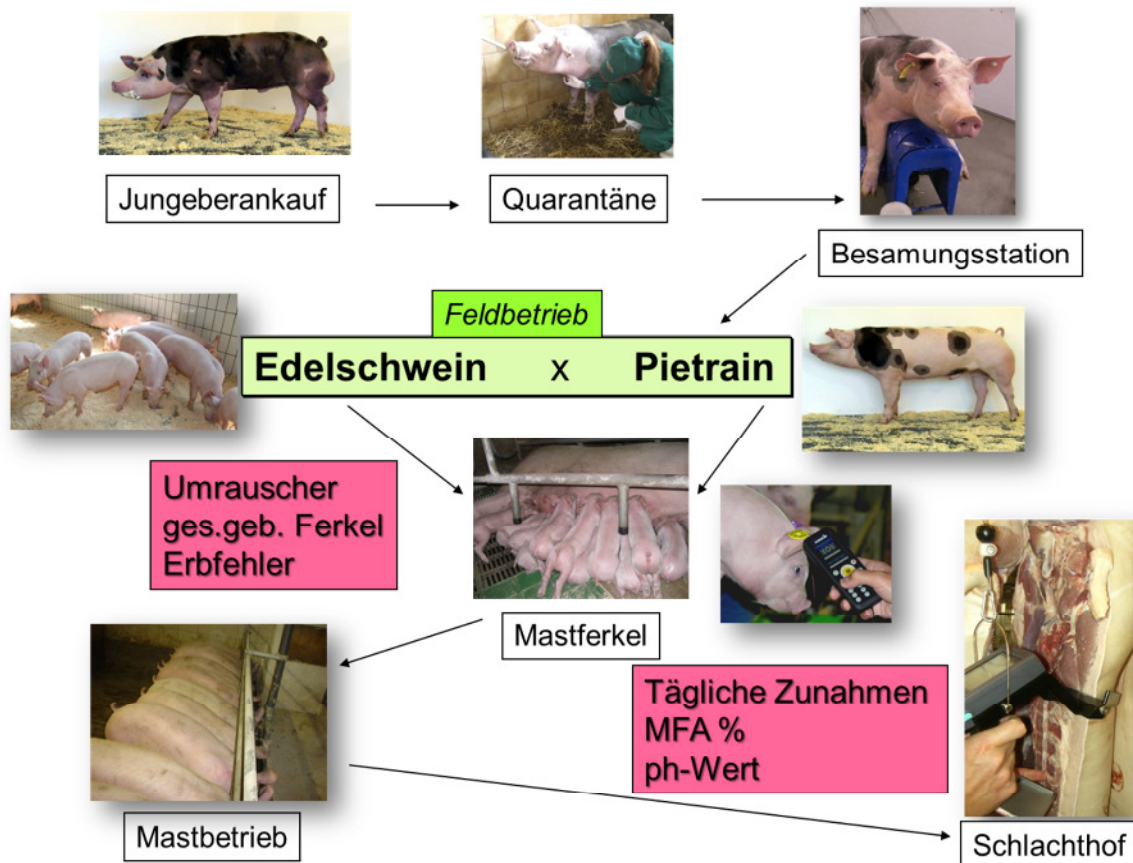 Jungeberankauf
Quarantäne
Besamungsstation
Feldbetrieb
Edelschwein x Pietrain
Umrauscher
ges.geb. Ferkel
Erbfehler
Mastferkel
Tägliche Zunahmen
MFA %
ph-Wert
Mastbetrieb
Schlachthof